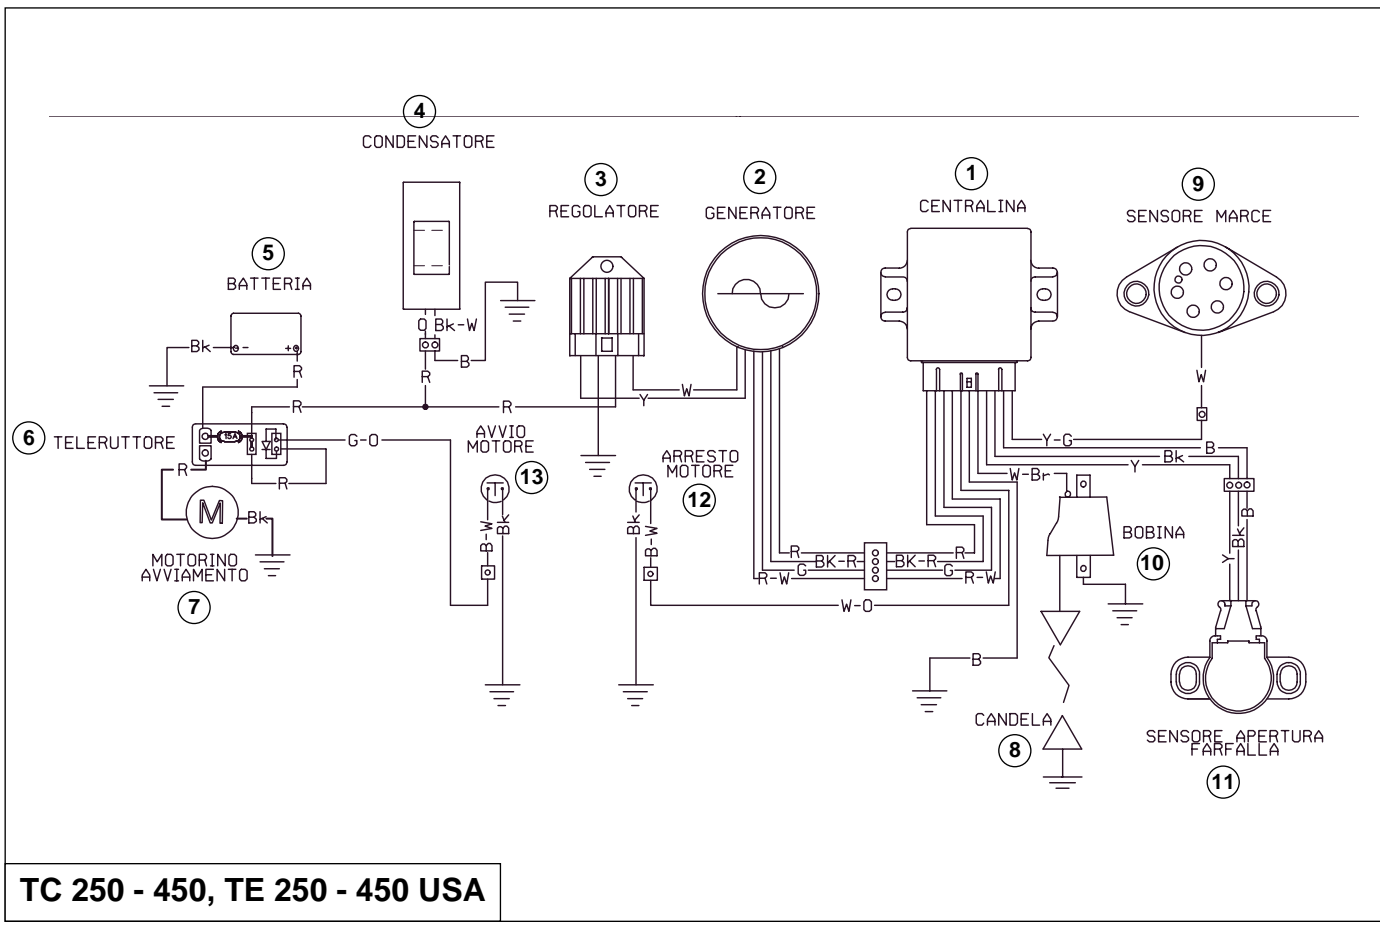 4
CONDENSATORE
3
REGOLATORE
2
GENERATORE
1
CENTRALINA
9
SENSORE MARCE
5
BATTERIA
O Bk-W
Bk
-
+
B
R
R
W
W
Y
R
R
6
TELERUTTORE
15A
G-O
AVVIO
MOTORE
13
ARRESTO
MOTORE
12
Y-G
B
Bk
Y
W-Br
R
R
M
Bk
B-W
Bk
Bk
B-W
B
Bk
Y
MOTORINO
AVVIAMENTO
7
R
BK-R
G
R-W
R
BK-R
G
R-W
BOBINA
10
W-O
B
CANDELA
8
SENSORE APERTURA
FARFALLA
11
TC 250 - 450, TE 250 - 450 USA